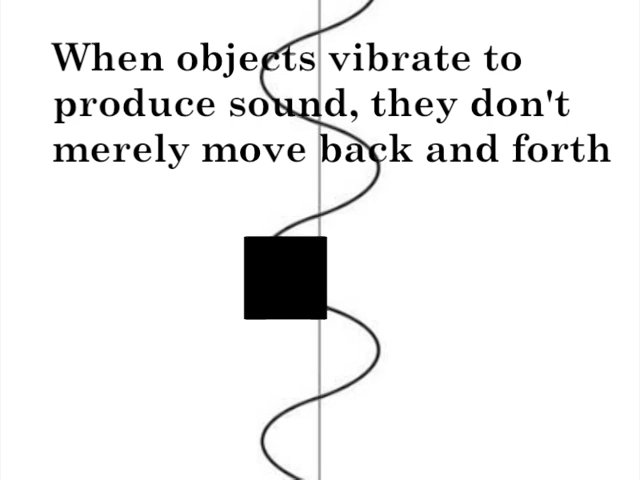 When objects vibrate to
produce sound, they don't
merely move back and forth